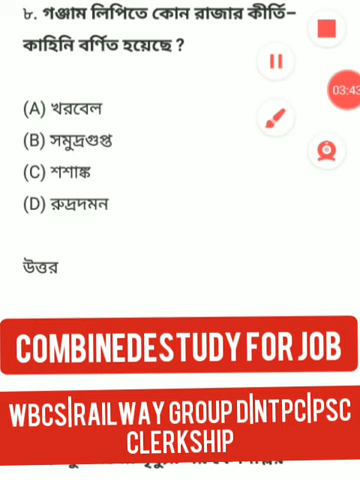 ৮. গঞ্জাম লিপিতে কোন রাজার কীর্তি-
কাহিনি বর্ণিত হয়েছে ?
03:43
(A) খরবেল
(B) সমুদ্রগুপ্ত
(C) শশাঙ্ক
(D) রুদ্রদমন
উত্তর
COMBINEDESTUDY FOR JOB
WBCS|RAILWAY GROUP D|NTPC|PSC
CLERKSHIP